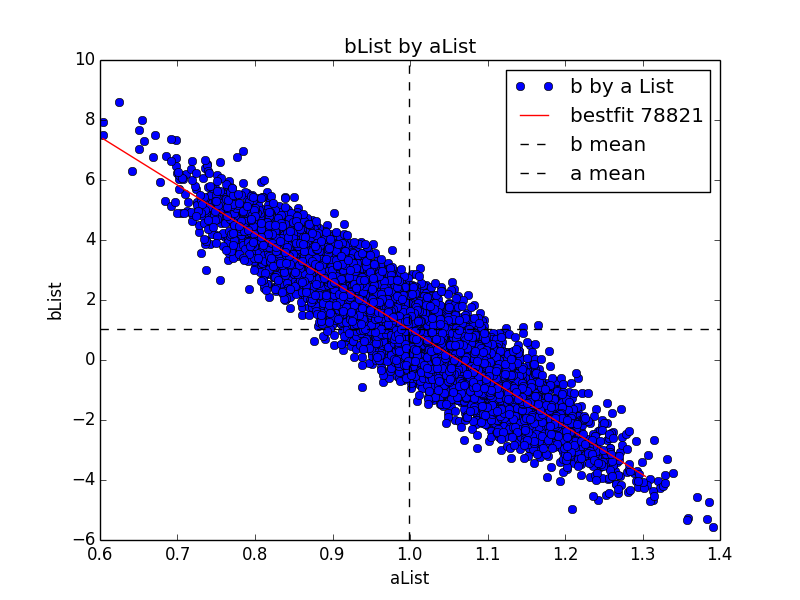 bList by aList
10
8
6
4
2
0
−2
−4
−6
bList
b by a List
bestfit 78821
b mean
a mean
0.6 0.7 0.8 0.9 1.0 1.1 1.2 1.3 1.4
aList